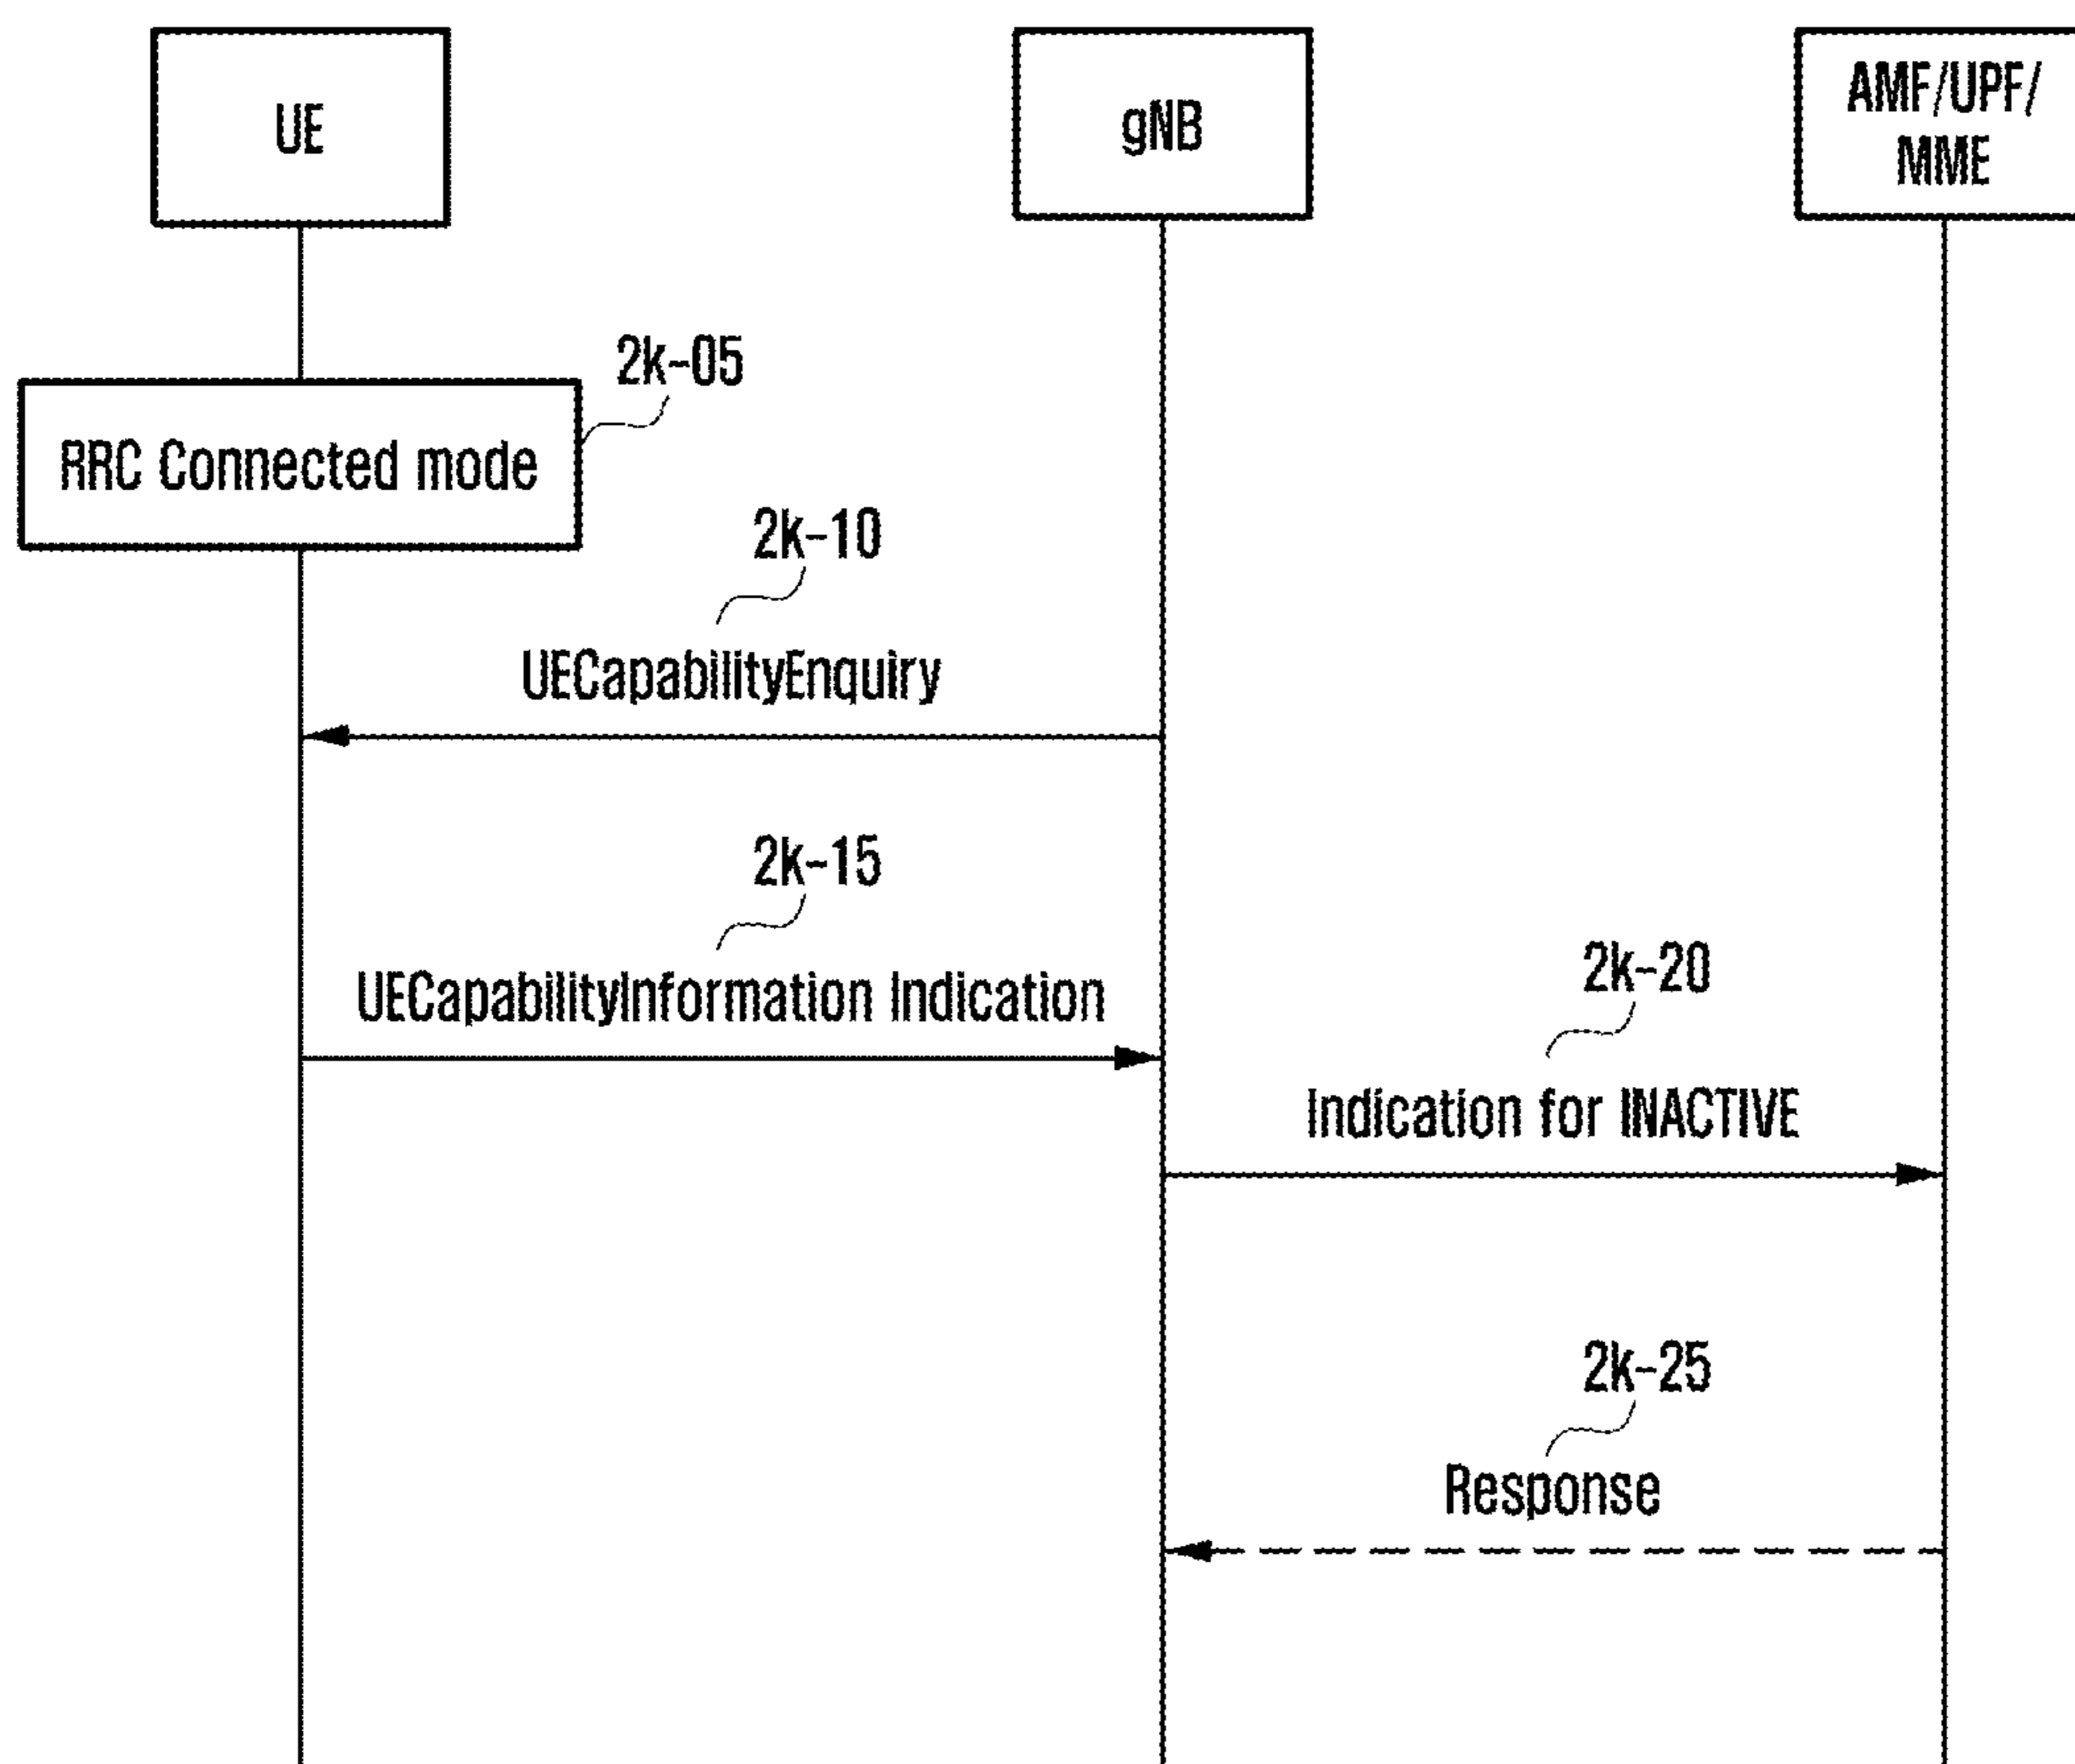 UE
gNB
AMF/UPF/
MME
2k-05
RRC Connected mode
2k-10
UECapabilityEnquiry
2k-15
UECapabilityInformation Indication
2k-20
Indication for INACTIVE
2k-25
Response